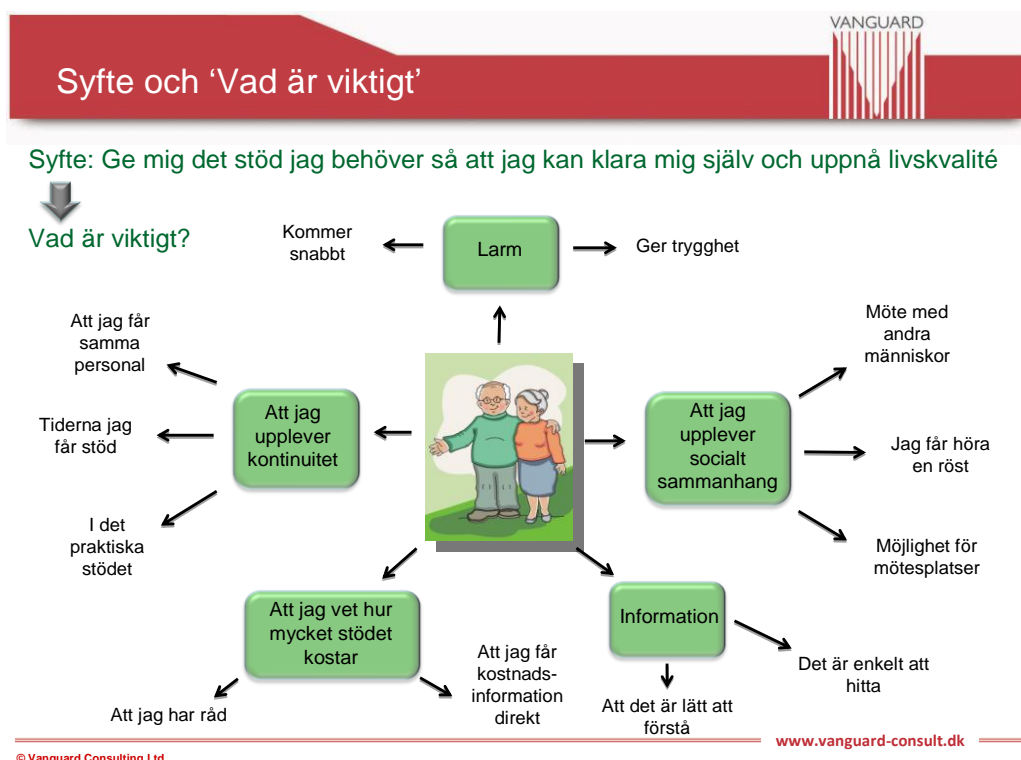 VANGUARD
Syfte och ‘Vad är viktigt’
Syfte: Ge mig det stöd jag behöver så att jag kan klara mig själv och uppnå livskvalité
Vad är viktigt?
Kommer
snabbt
Larm
Ger trygghet
Att jag får
samma
personal
Tiderna jag
får stöd
I det
praktiska
stödet
Att jag
upplever
kontinuitet
Att jag
upplever
socialt
sammanhang
Möte med
andra
människor
Jag får höra
en röst
Möjlighet för
mötesplatser
Att jag vet hur
mycket stödet
kostar
Att jag har råd
Att jag får
kostnads-
information
direkt
Information
Att det är lätt att
förstå
Det är enkelt att
hitta
www.vanguard-consult.dk
© Vanguard Consulting Ltd